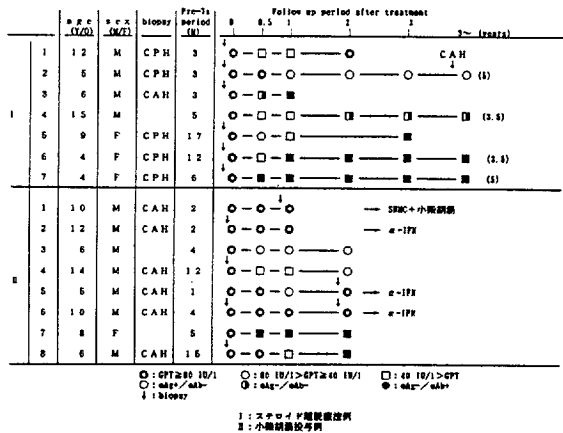 age (Y/O) sex (M/F) biopsy Pre-Tx period (M) Follow up period after treatment
0 0.5 1 2 3 3~ (years)
I
1 12 M CPH 3 CAH
2 5 M CPH 3 (5)
3 6 M CAH 3
4 15 M 5 (3.5)
5 9 F CPH 17
6 4 F CPH 12 (3.5)
7 4 F CPH 6 (5)
II
1 10 M CAH 2 →SNMC+小柴胡湯
2 12 M CAH 2 →α-IFN
3 6 M 4
4 14 M CAH 12
5 5 M CAH 1 →α-IFN
6 10 M CAH 4 →α-IFN
7 8 F 5
8 6 M CAH 15
◎:GPT≧80 IU/l ○:80 IU/l>GPT≧40 IU/l □:40 IU/l>GPT
○:eAg+/eAb- ◑:eAg-/eAb- ●:eAg-/eAb+
↓:biopsy
I:ステロイド離脱療法例
II:小柴胡湯投与例